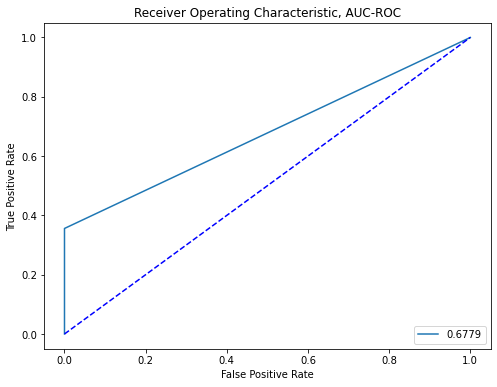 Receiver Operating Characteristic, AUC-ROC
1.0
0.8
0.6
0.4
0.2
0.0
True Positive Rate
0.0 0.2 0.4 0.6 0.8 1.0
False Positive Rate
0.6779